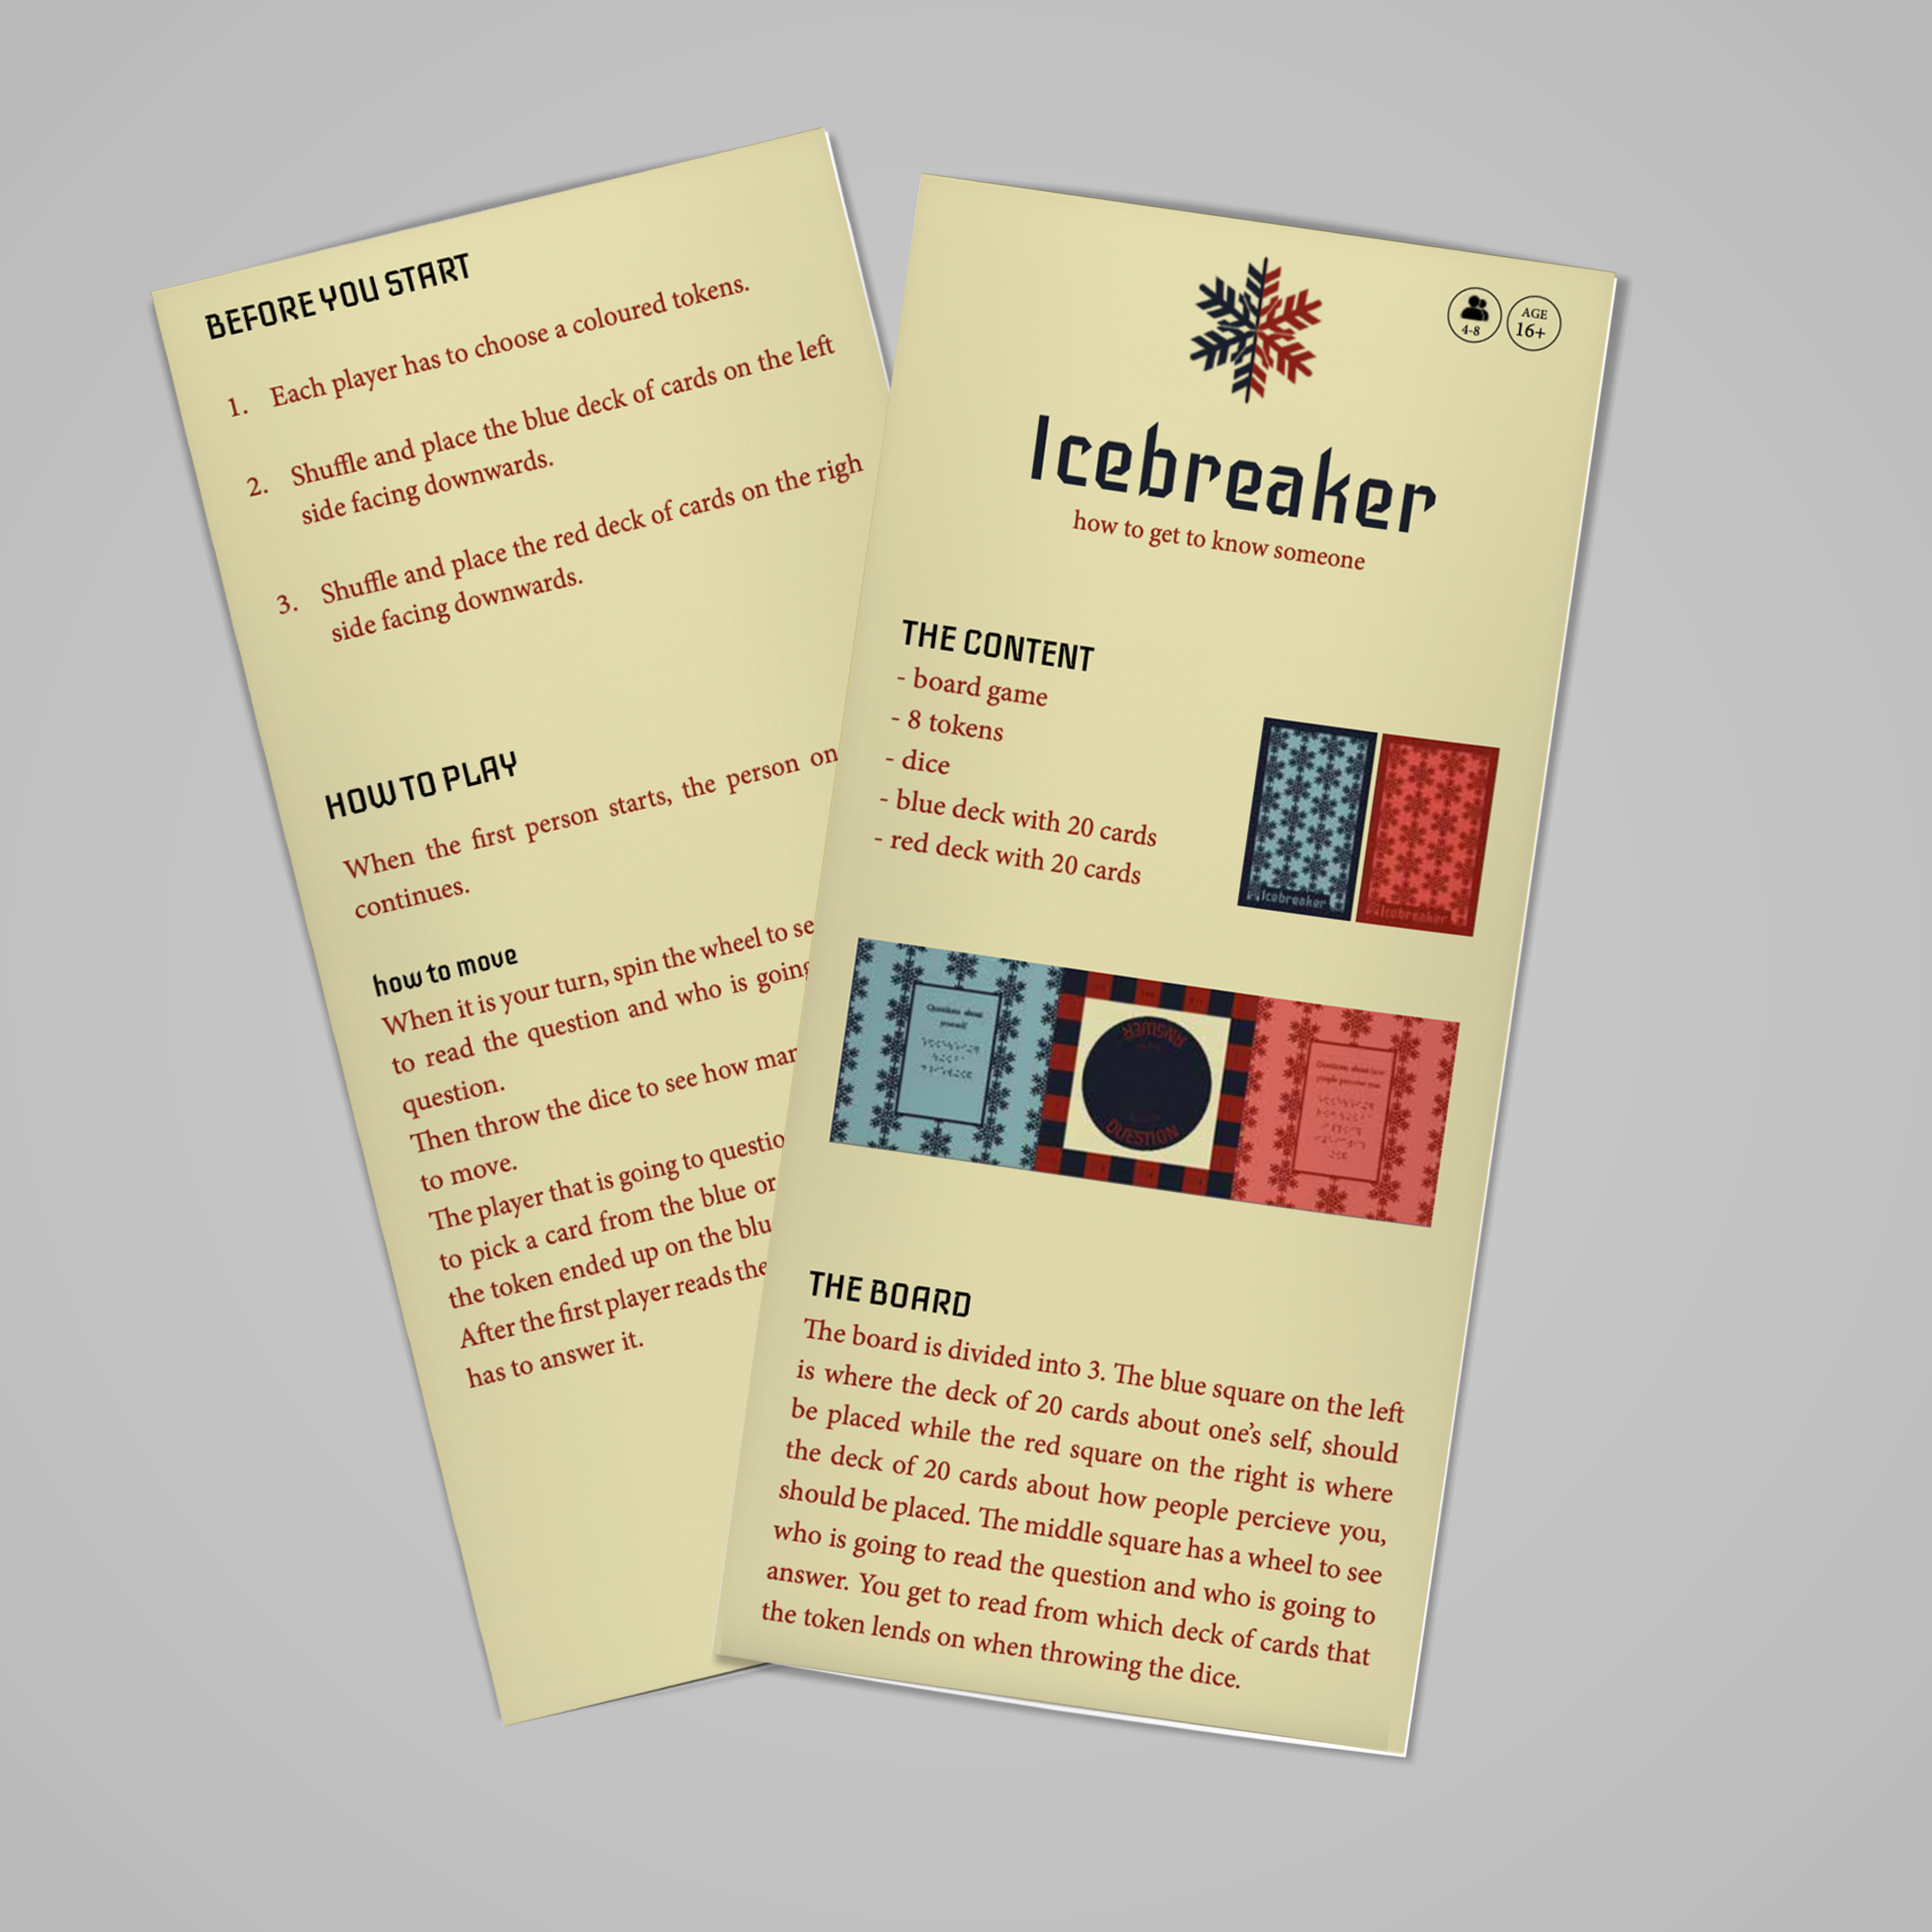 BEFORE YOU START
1. Each player has to choose a coloured tokens.
2. Shuffle and place the blue deck of cards on the left
side facing downwards.
3. Shuffle and place the red deck of cards on the righ
side facing downwards.
HOW TO PLAY
When the first person starts, the person on
continues.
how to move
When it is your turn, spin the wheel to se
to read the question and who is going
question.
Then throw the dice to see how man
to move.
The player that is going to questio
to pick a card from the blue or
the token ended up on the blu
After the first player reads the
has to answer it.
4-8
AGE
16+
Icebreaker
how to get to know someone
THE CONTENT
- board game
- 8 tokens
- dice
- blue deck with 20 cards
- red deck with 20 cards
Icebreaker
Icebreaker
Questions about
yourself
ANSWER
QUESTION
Questions about how
people perceive you
THE BOARD
The board is divided into 3. The blue square on the left
is where the deck of 20 cards about one's self, should
be placed while the red square on the right is where
the deck of 20 cards about how people percieve you,
should be placed. The middle square has a wheel to see
who is going to read the question and who is going to
answer. You get to read from which deck of cards that
the token lends on when throwing the dice.